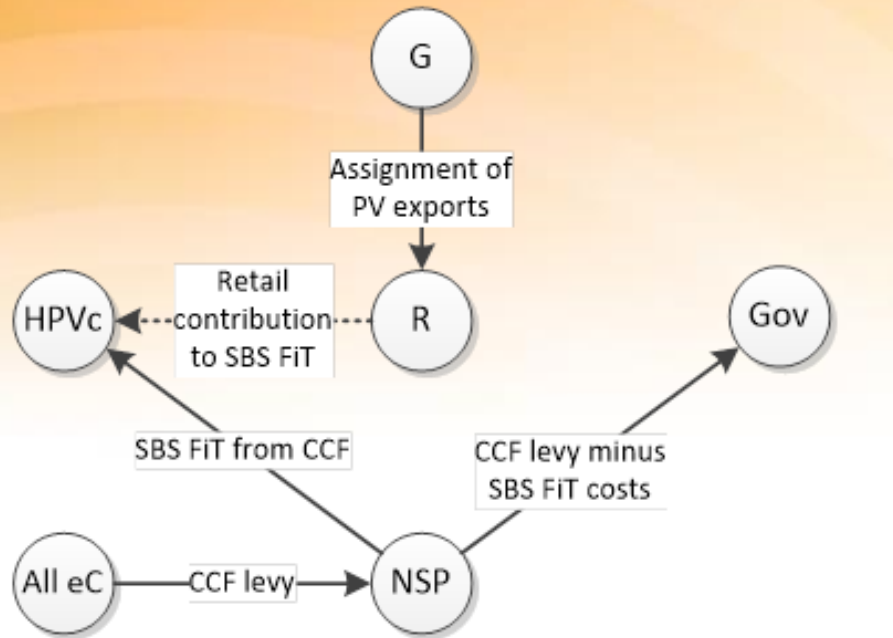 G
Assignment of
PV exports
HPVc
Retail
contribution
to SBS FiT
R
Gov
SBS FiT from CCF
CCF levy minus
SBS FiT costs
All eC
CCF levy
NSP